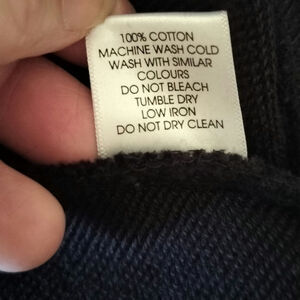 100% COTTON
MACHINE WASH COLD
WASH WITH SIMILAR
COLOURS
DO NOT BLEACH
TUMBLE DRY
LOW IRON
DO NOT DRY CLEAN